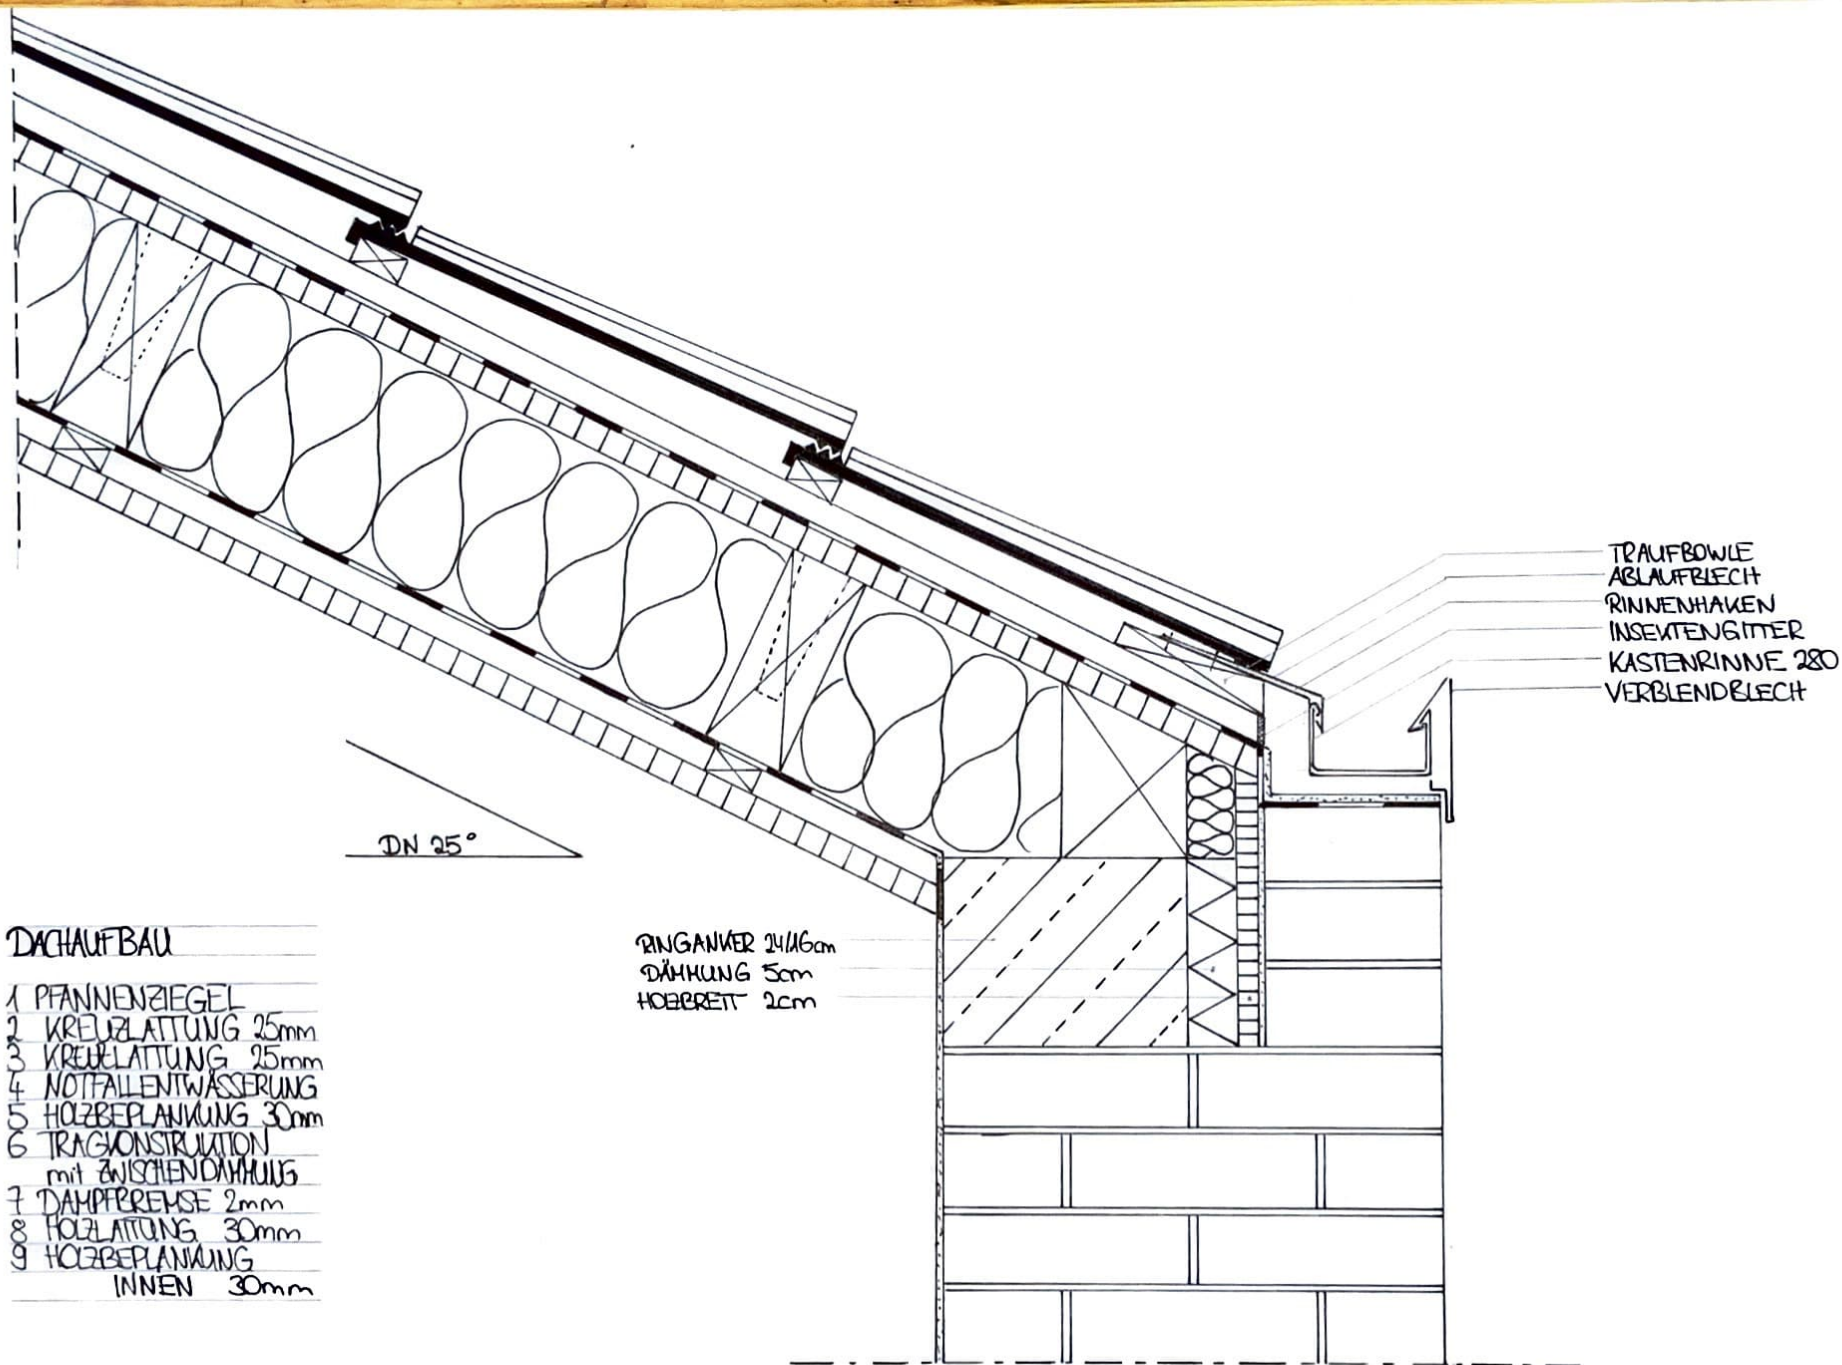 TRAUFBOWLE
ABLAUFBLECH
RINNENHAKEN
INSEKTENGITTER
KASTENRINNE 280
VERBLENDBLECH
DN 25°
DACHAUFBAU
1 PFANNENZIEGEL
2 KREUZLATTUNG 25mm
3 KREUZLATTUNG 25mm
4 NOTFALLENTWÄSSERUNG
5 HOLZBEPLANKUNG 30mm
6 TRAGKONSTRUKTION
mit ZWISCHENDÄMMUNG
7 DAMPFBREMSE 2mm
8 HOLZLATTUNG 30mm
9 HOLZBEPLANKUNG
INNEN 30mm
RINGANKER 24/16cm
DÄMMUNG 5cm
HOLZBRETT 2cm